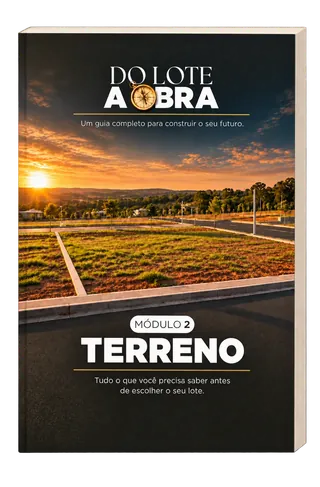 DO LOTE
A OBRA
Um guia completo para construir o seu futuro.
MÓDULO 2
TERRENO
Tudo o que você precisa saber antes
de escolher o seu lote.